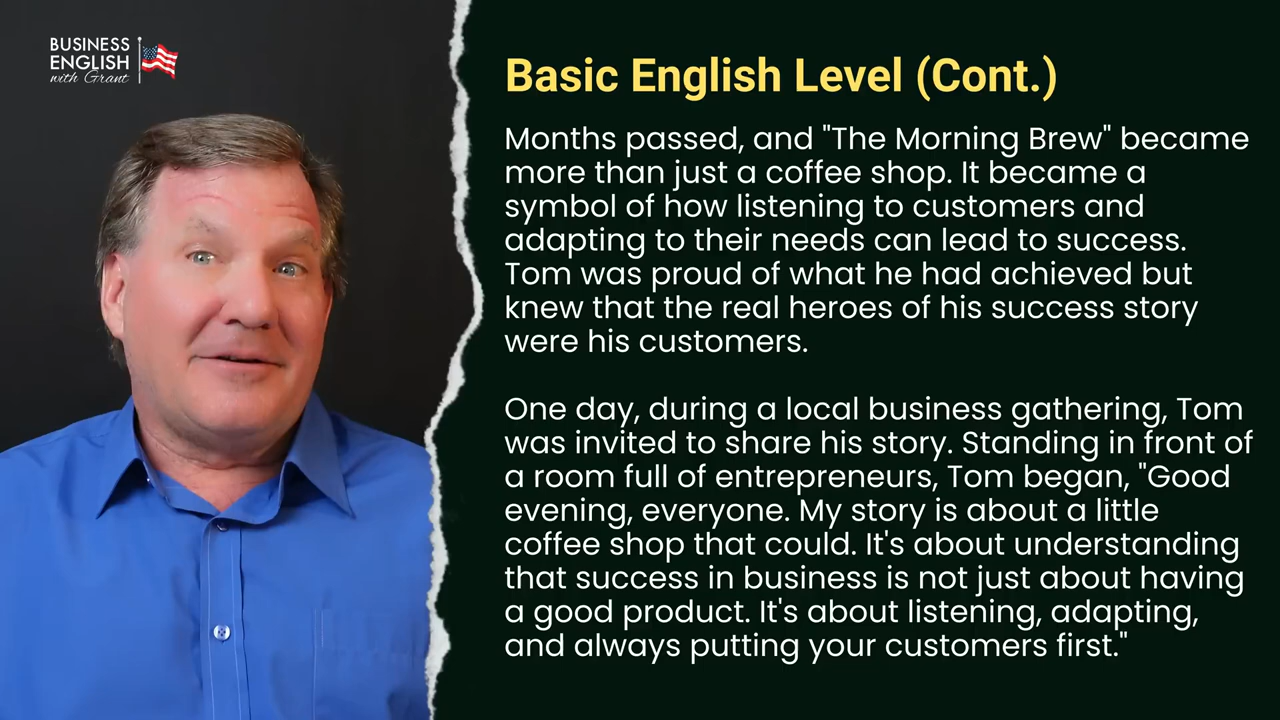 BUSINESS
ENGLISH
with Grant
Basic English Level (Cont.)
Months passed, and "The Morning Brew" became
more than just a coffee shop. It became a
symbol of how listening to customers and
adapting to their needs can lead to success.
Tom was proud of what he had achieved but
knew that the real heroes of his success story
were his customers.
One day, during a local business gathering, Tom
was invited to share his story. Standing in front of
a room full of entrepreneurs, Tom began, "Good
evening, everyone. My story is about a little
coffee shop that could. It's about understanding
that success in business is not just about having
a good product. It's about listening, adapting,
and always putting your customers first."